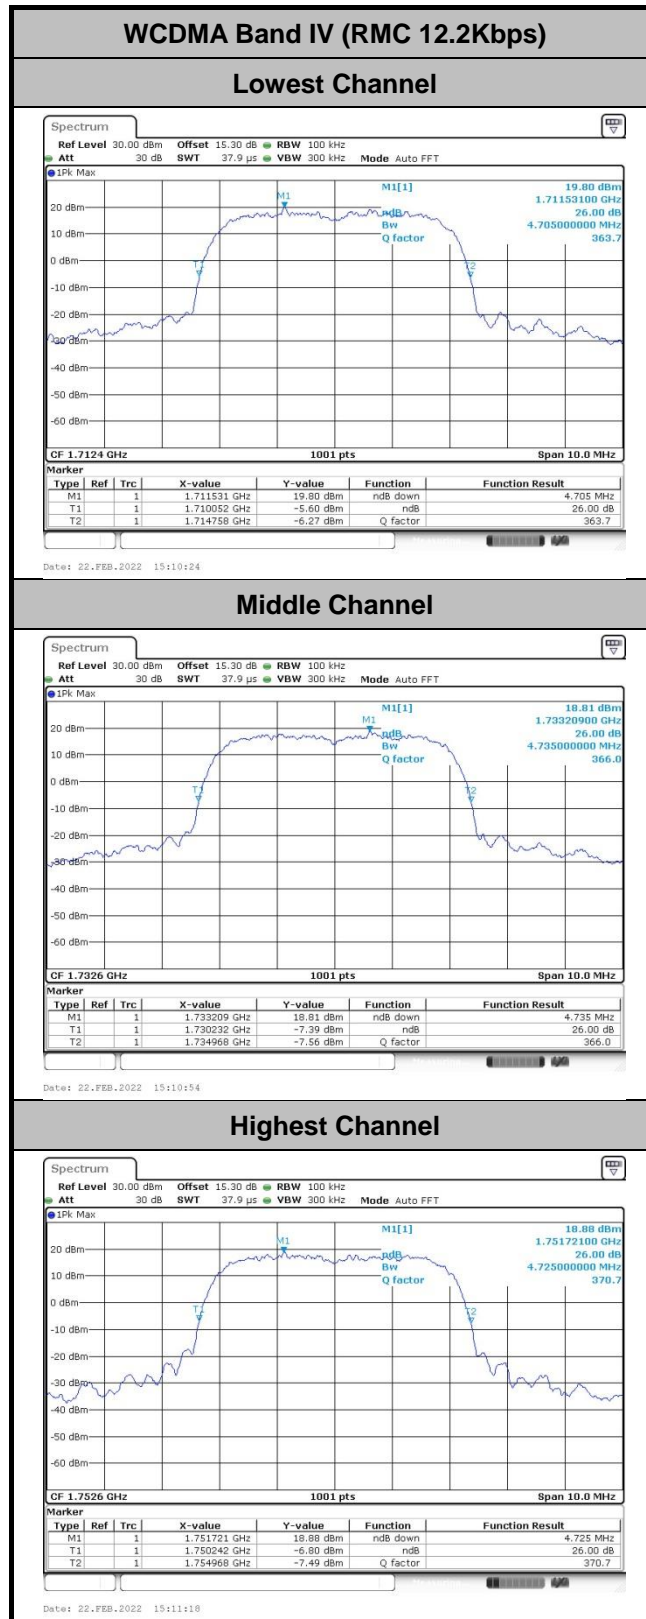 WCDMA Band IV (RMC 12.2Kbps)
Lowest Channel
Spectrum
Ref Level 30.00 dBm Offset 15.30 dB RBW 100 kHz
Att 30 dB SWT 37.9 µs VBW 300 kHz Mode Auto FFT
1Pk Max
M1[1] 19.80 dBm
1.71153100 GHz
ndB 26.00 dB
Bw 4.705000000 MHz
Q factor 363.7
M1
20 dBm
10 dBm
0 dBm
T1 T2
-10 dBm
-20 dBm
-30 dBm
-40 dBm
-50 dBm
-60 dBm
CF 1.7124 GHz 1001 pts Span 10.0 MHz
Marker
Type Ref Trc X-value Y-value Function Function Result
M1 1 1.711531 GHz 19.80 dBm ndB down 4.705 MHz
T1 1 1.710052 GHz -5.60 dBm ndB 26.00 dB
T2 1 1.714758 GHz -6.27 dBm Q factor 363.7
Date: 22.FEB.2022 15:10:24
Middle Channel
Spectrum
Ref Level 30.00 dBm Offset 15.30 dB RBW 100 kHz
Att 30 dB SWT 37.9 µs VBW 300 kHz Mode Auto FFT
1Pk Max
M1[1] 18.81 dBm
1.73320900 GHz
ndB 26.00 dB
Bw 4.735000000 MHz
Q factor 366.0
M1
20 dBm
10 dBm
0 dBm
T1 T2
-10 dBm
-20 dBm
-30 dBm
-40 dBm
-50 dBm
-60 dBm
CF 1.7326 GHz 1001 pts Span 10.0 MHz
Marker
Type Ref Trc X-value Y-value Function Function Result
M1 1 1.733209 GHz 18.81 dBm ndB down 4.735 MHz
T1 1 1.730232 GHz -7.39 dBm ndB 26.00 dB
T2 1 1.734968 GHz -7.56 dBm Q factor 366.0
Date: 22.FEB.2022 15:10:54
Highest Channel
Spectrum
Ref Level 30.00 dBm Offset 15.30 dB RBW 100 kHz
Att 30 dB SWT 37.9 µs VBW 300 kHz Mode Auto FFT
1Pk Max
M1[1] 18.88 dBm
1.75172100 GHz
ndB 26.00 dB
Bw 4.725000000 MHz
Q factor 370.7
M1
20 dBm
10 dBm
0 dBm
T1 T2
-10 dBm
-20 dBm
-30 dBm
-40 dBm
-50 dBm
-60 dBm
CF 1.7526 GHz 1001 pts Span 10.0 MHz
Marker
Type Ref Trc X-value Y-value Function Function Result
M1 1 1.751721 GHz 18.88 dBm ndB down 4.725 MHz
T1 1 1.750242 GHz -6.80 dBm ndB 26.00 dB
T2 1 1.754968 GHz -7.49 dBm Q factor 370.7
Date: 22.FEB.2022 15:11:18